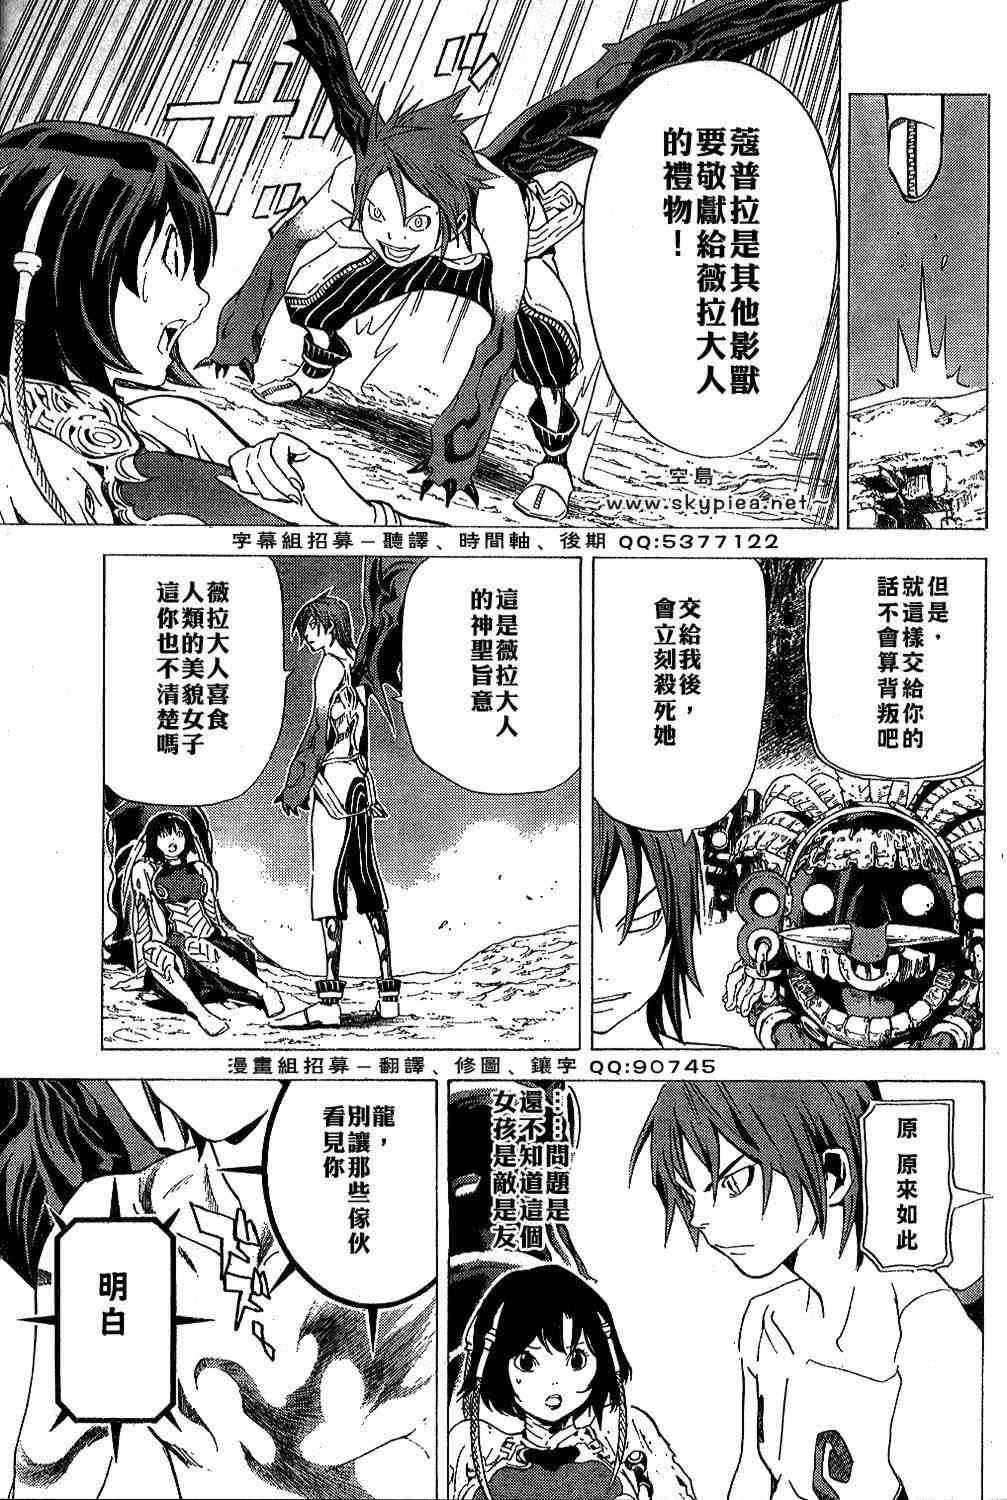 蔻普拉是其他影獸
要敬獻給薇拉大人
的禮物！
空島
www.skypiea.net
字幕組招募－聽譯、時間軸、後期 QQ:5377122
但是，
就這樣交給你的
話不會算背叛吧
交給我後，
會立刻殺死她
這是薇拉大人
的神聖旨意
薇拉大人喜食
人類的美貌女子
這你也不清楚嗎
漫畫組招募－翻譯、修圖、鑲字 QQ:90745
原 原來如此
……問題是
還不知道這個
女孩是敵是友
龍，
別讓那些傢伙
看見你
明白